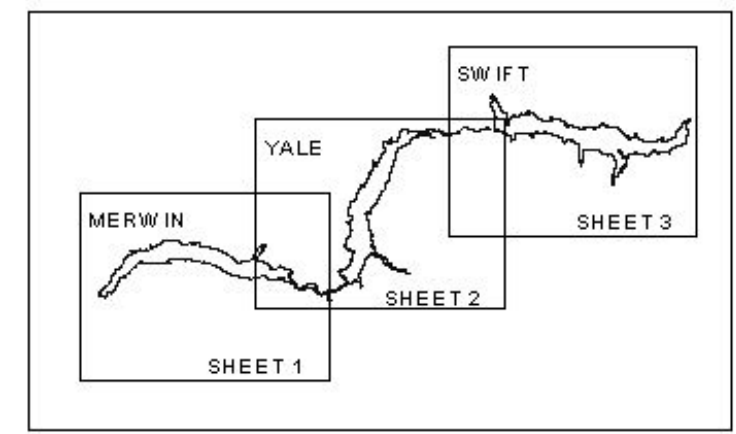 SWIFT
YALE
MERWIN
SHEET 3
SHEET 2
SHEET 1